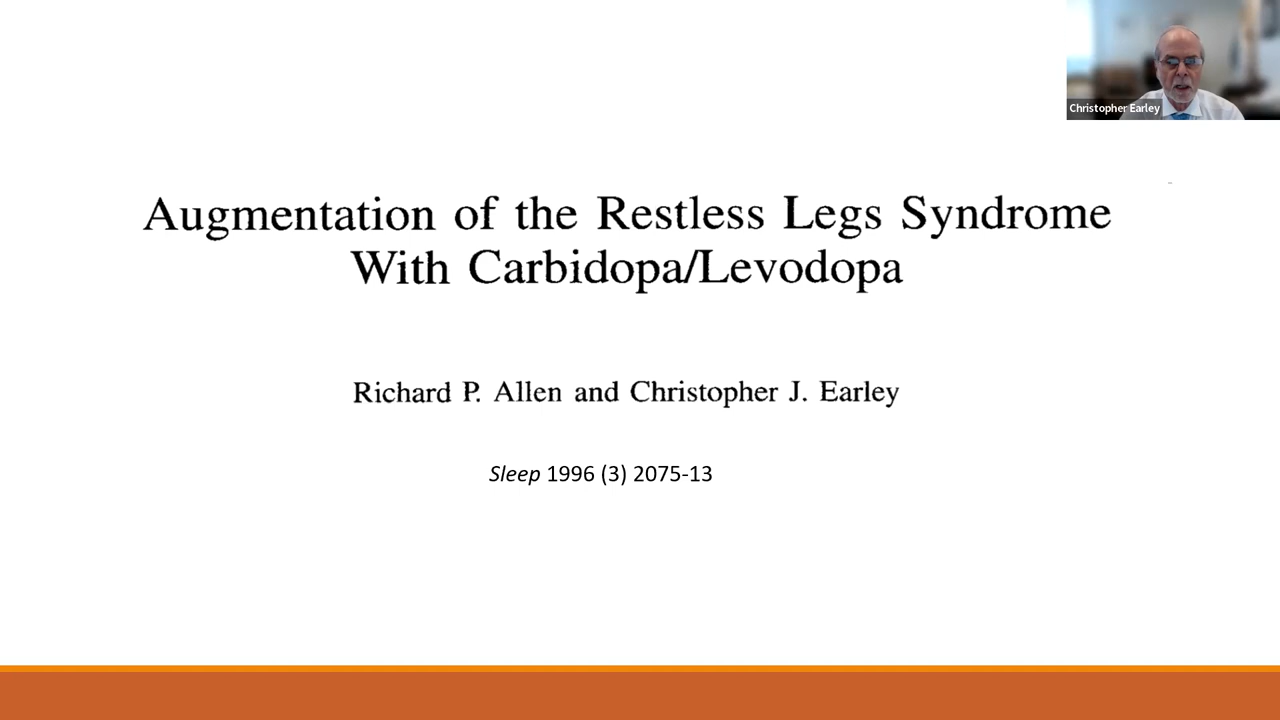 Christopher Earley
Augmentation of the Restless Legs Syndrome
With Carbidopa/Levodopa
Richard P. Allen and Christopher J. Earley
Sleep 1996 (3) 2075-13